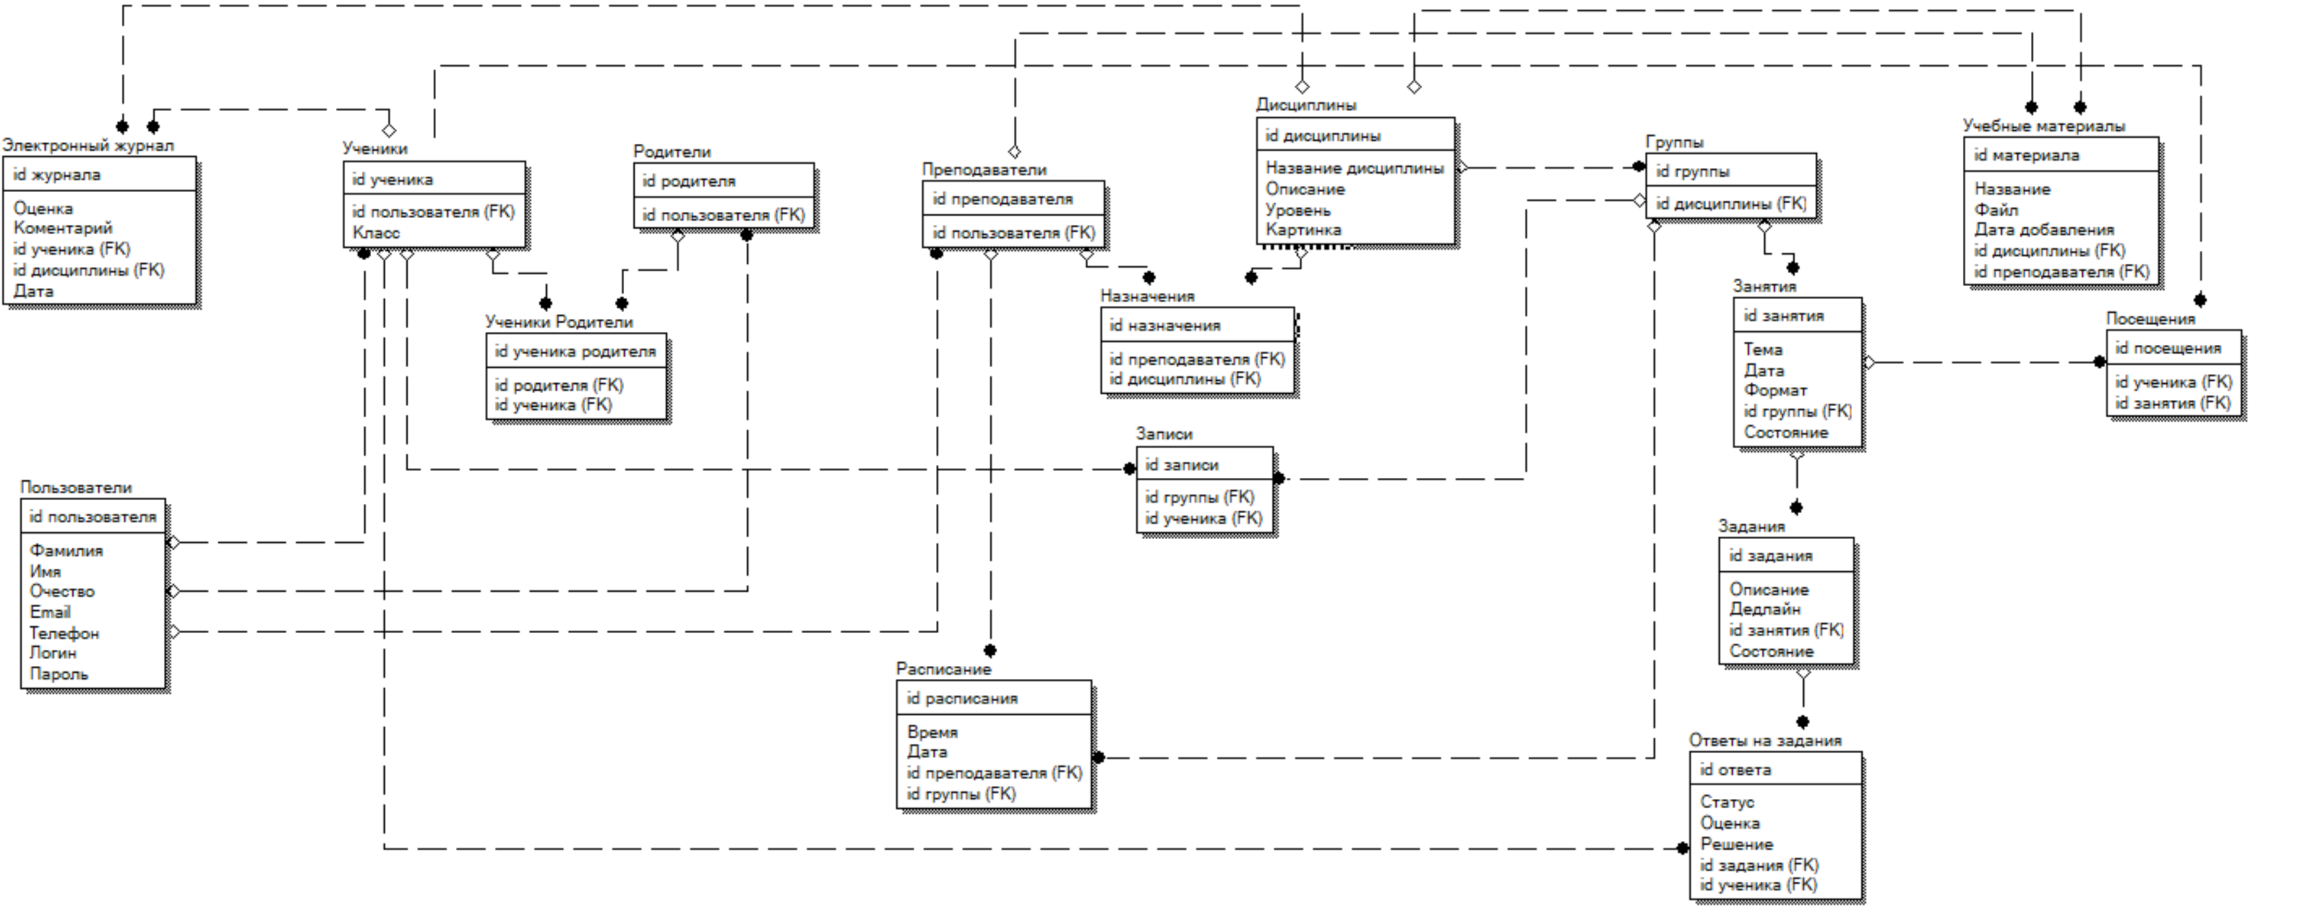 Электронный журнал
id журнала
Оценка
Коментарий
id ученика (FK)
id дисциплины (FK)
Дата
Ученики
id ученика
id пользователя (FK)
Класс
Родители
id родителя
id пользователя (FK)
Ученики Родители
id ученика родителя
id родителя (FK)
id ученика (FK)
Преподаватели
id преподавателя
id пользователя (FK)
Дисциплины
id дисциплины
Название дисциплины
Описание
Уровень
Картинка
Назначения
id назначения
id преподавателя (FK)
id дисциплины (FK)
Группы
id группы
id дисциплины (FK)
Учебные материалы
id материала
Название
Файл
Дата добавления
id дисциплины (FK)
id преподавателя (FK)
Занятия
id занятия
Тема
Дата
Формат
id группы (FK)
Состояние
Посещения
id посещения
id ученика (FK)
id занятия (FK)
Записи
id записи
id группы (FK)
id ученика (FK)
Пользователи
id пользователя
Фамилия
Имя
Очество
Email
Телефон
Логин
Пароль
Задания
id задания
Описание
Дедлайн
id занятия (FK)
Состояние
Расписание
id расписания
Время
Дата
id преподавателя (FK)
id группы (FK)
Ответы на задания
id ответа
Статус
Оценка
Решение
id задания (FK)
id ученика (FK)